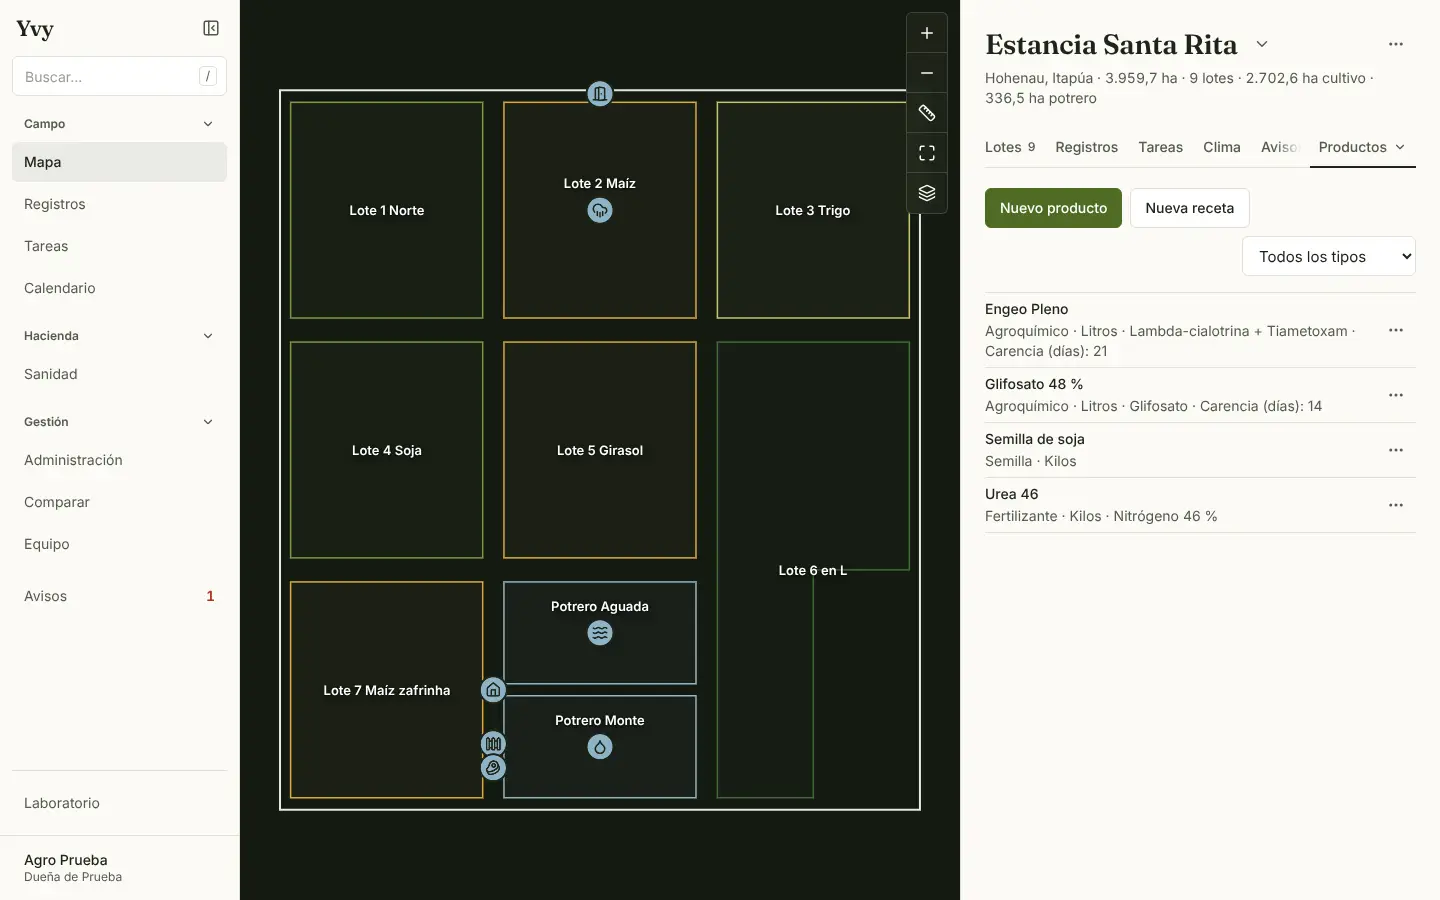 Yvy
Buscar...
/
Campo
Mapa
Registros
Tareas
Calendario
Hacienda
Sanidad
Gestión
Administración
Comparar
Equipo
Avisos 1
Laboratorio
Agro Prueba
Dueña de Prueba
Lote 1 Norte
Lote 2 Maíz
Lote 3 Trigo
Lote 4 Soja
Lote 5 Girasol
Lote 6 en L
Lote 7 Maíz zafrinha
Potrero Aguada
Potrero Monte
Estancia Santa Rita
Hohenau, Itapúa · 3.959,7 ha · 9 lotes · 2.702,6 ha cultivo ·
336,5 ha potrero
Lotes 9 Registros Tareas Clima Aviso Productos
Nuevo producto Nueva receta
Todos los tipos
Engeo Pleno
Agroquímico · Litros · Lambda-cialotrina + Tiametoxam ·
Carencia (días): 21
Glifosato 48 %
Agroquímico · Litros · Glifosato · Carencia (días): 14
Semilla de soja
Semilla · Kilos
Urea 46
Fertilizante · Kilos · Nitrógeno 46 %